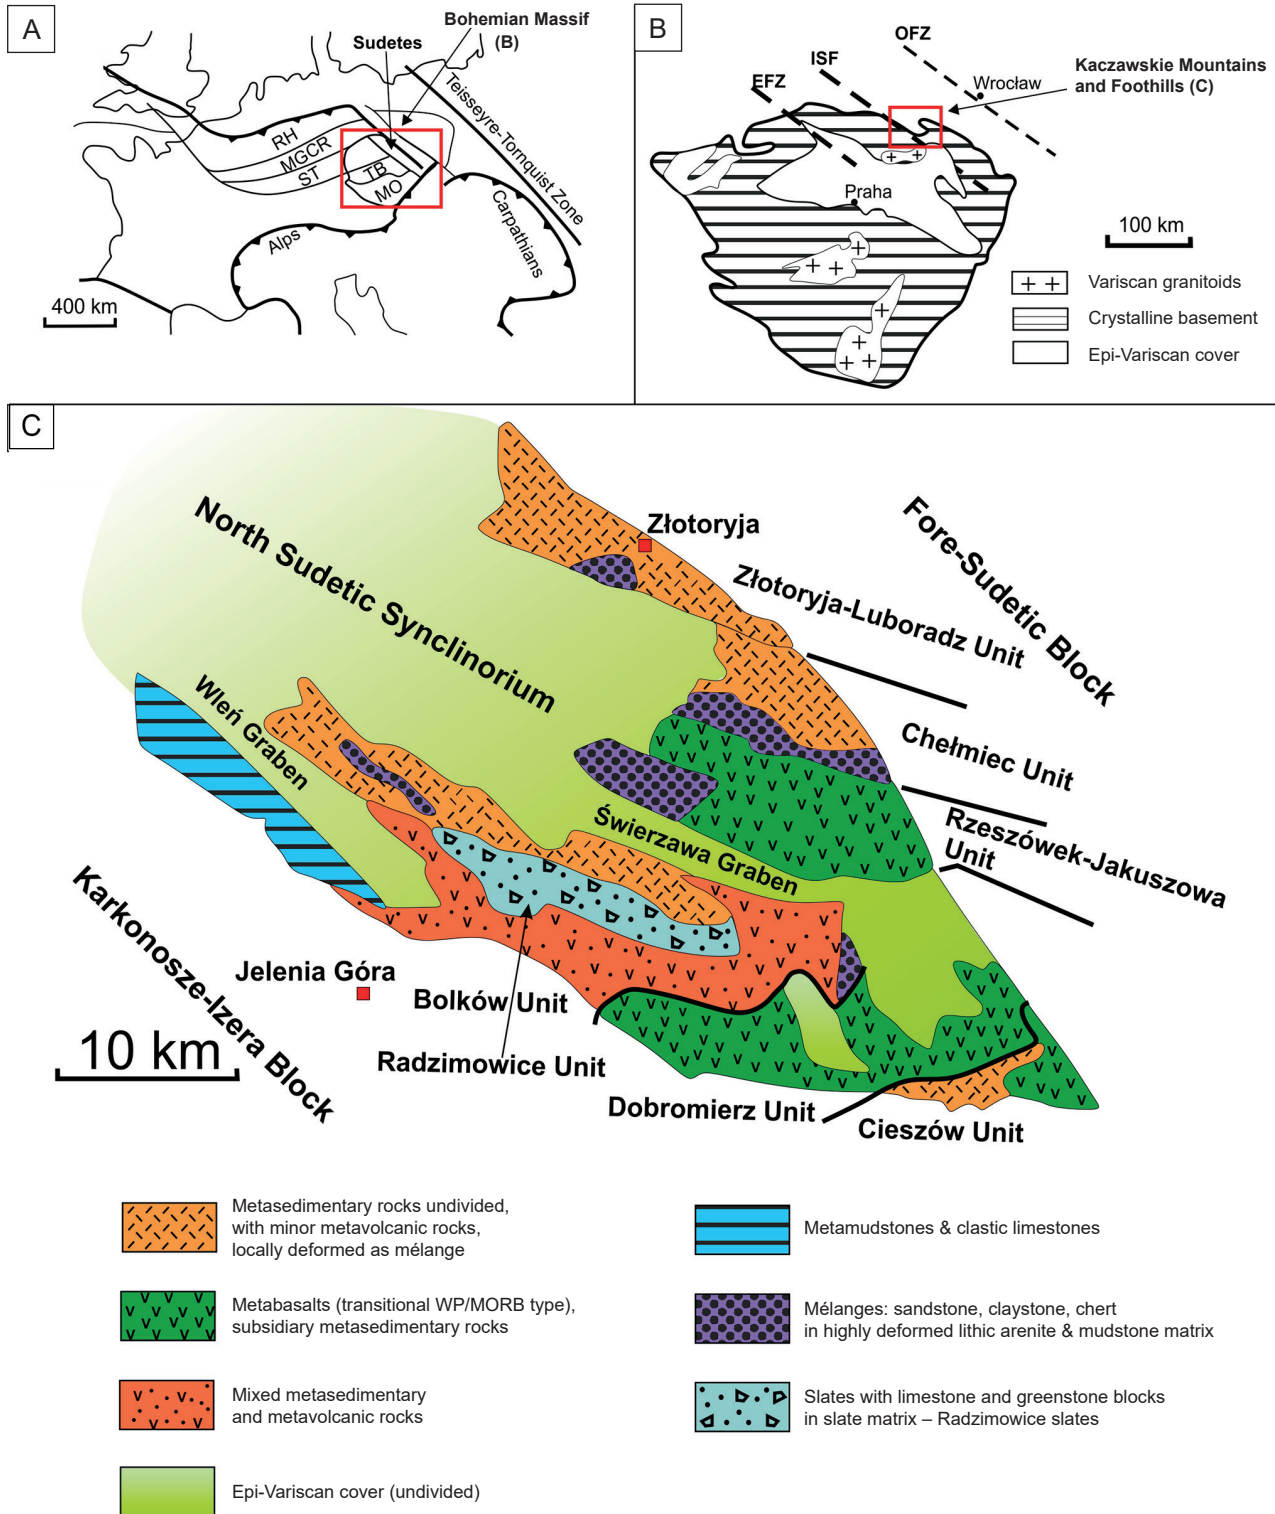 A
Bohemian Massif
(B)
Sudetes
Teisseyre-Tornquist Zone
RH
MGCR
ST
TB
MO
Alps
Carpathians
400 km
B
OFZ
ISF
EFZ
Wrocław
Kaczawskie Mountains
and Foothills (C)
Praha
100 km
Variscan granitoids
Crystalline basement
Epi-Variscan cover
C
North Sudetic Synclinorium
Złotoryja
Fore-Sudetic Block
Złotoryja-Luboradz Unit
Chełmiec Unit
Rzeszówek-Jakuszowa
Unit
Wleń Graben
Świerzawa Graben
Karkonosze-Izera Block
Jelenia Góra
Bolków Unit
Radzimowice Unit
10 km
Dobromierz Unit
Cieszów Unit
Metasedimentary rocks undivided,
with minor metavolcanic rocks,
locally deformed as mélange
Metabasalts (transitional WP/MORB type),
subsidiary metasedimentary rocks
Mixed metasedimentary
and metavolcanic rocks
Epi-Variscan cover (undivided)
Metamudstones & clastic limestones
Mélanges: sandstone, claystone, chert
in highly deformed lithic arenite & mudstone matrix
Slates with limestone and greenstone blocks
in slate matrix – Radzimowice slates